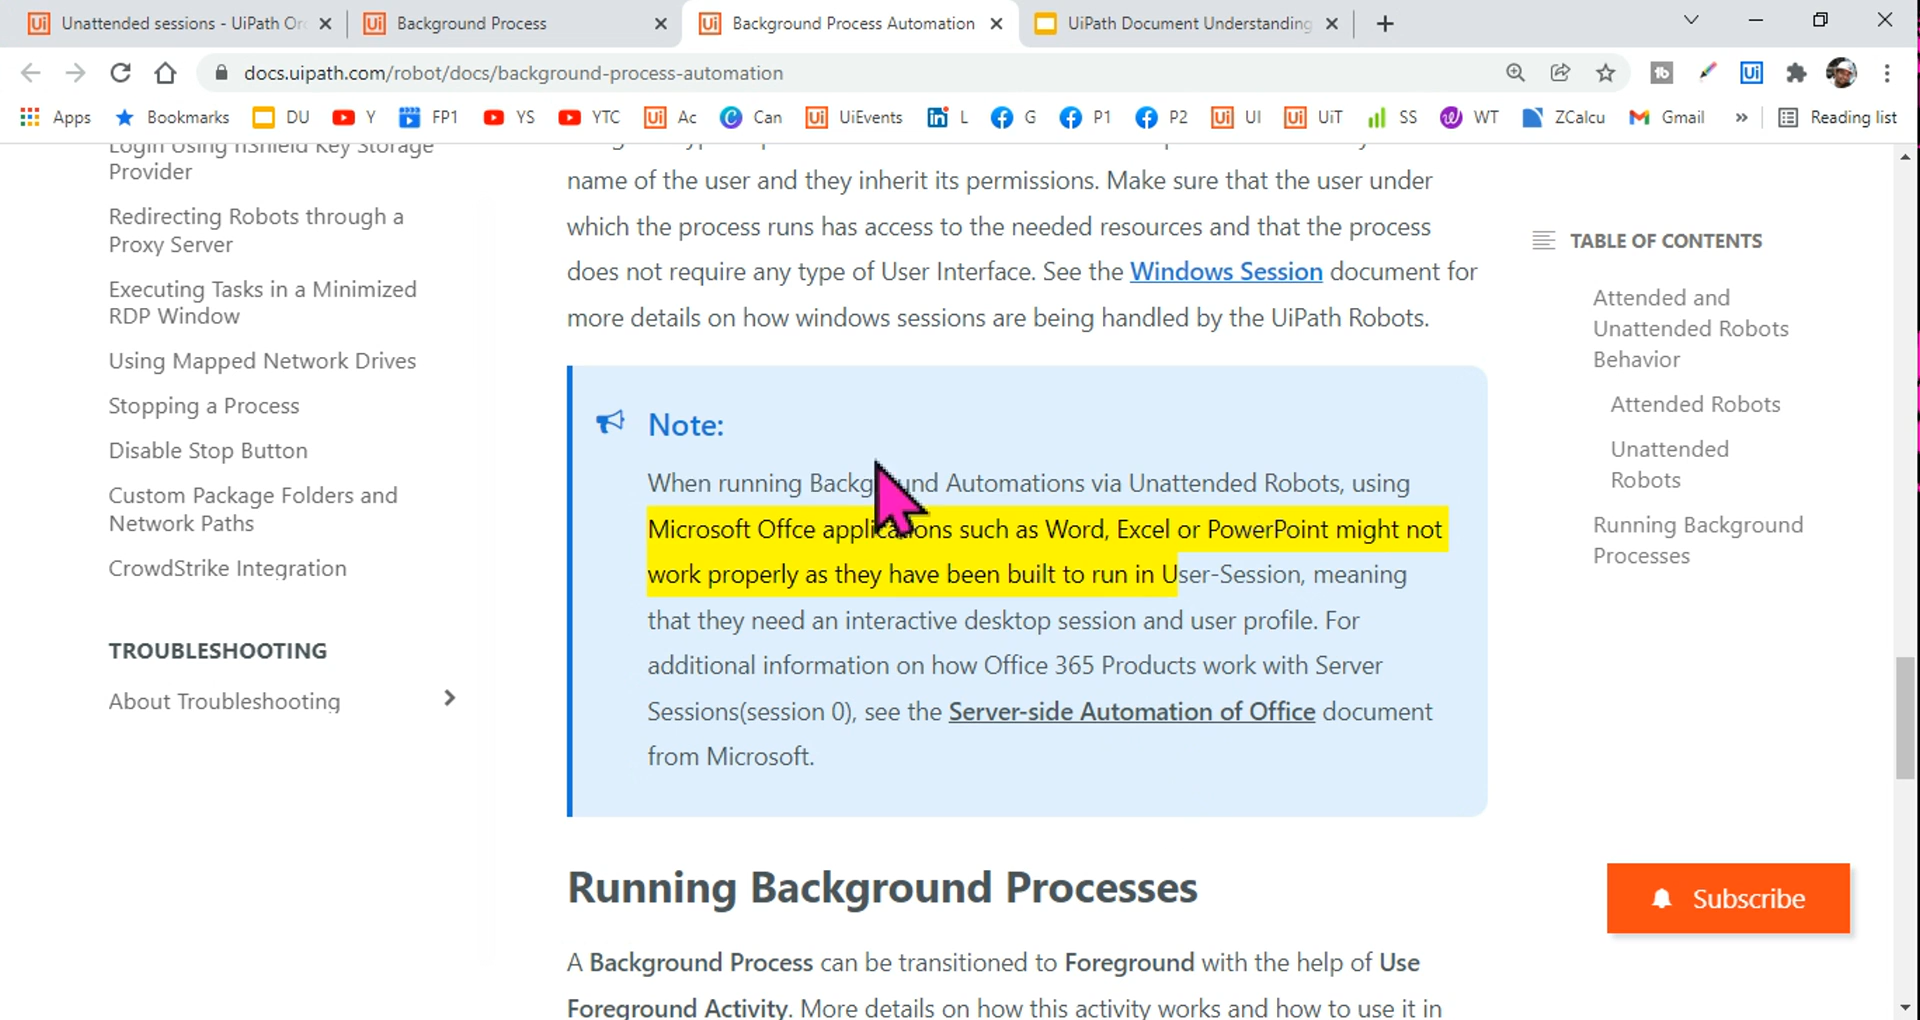 Unattended sessions - UiPath Or
Background Process
Background Process Automation
UiPath Document Understanding
docs.uipath.com/robot/docs/background-process-automation
Apps
Bookmarks
DU
Y
FP1
YS
YTC
Ac
Can
UiEvents
L
G
P1
P2
UI
UiT
SS
WT
ZCalcu
Gmail
»
Reading list
Login Using nShield Key Storage
Provider
Redirecting Robots through a
Proxy Server
Executing Tasks in a Minimized
RDP Window
Using Mapped Network Drives
Stopping a Process
Disable Stop Button
Custom Package Folders and
Network Paths
CrowdStrike Integration
TROUBLESHOOTING
About Troubleshooting
name of the user and they inherit its permissions. Make sure that the user under
which the process runs has access to the needed resources and that the process
does not require any type of User Interface. See the Windows Session document for
more details on how windows sessions are being handled by the UiPath Robots.
Note:
When running Background Automations via Unattended Robots, using
Microsoft Offce applications such as Word, Excel or PowerPoint might not
work properly as they have been built to run in User-Session, meaning
that they need an interactive desktop session and user profile. For
additional information on how Office 365 Products work with Server
Sessions(session 0), see the Server-side Automation of Office document
from Microsoft.
Running Background Processes
A Background Process can be transitioned to Foreground with the help of Use
Foreground Activity. More details on how this activity works and how to use it in
TABLE OF CONTENTS
Attended and
Unattended Robots
Behavior
Attended Robots
Unattended
Robots
Running Background
Processes
Subscribe